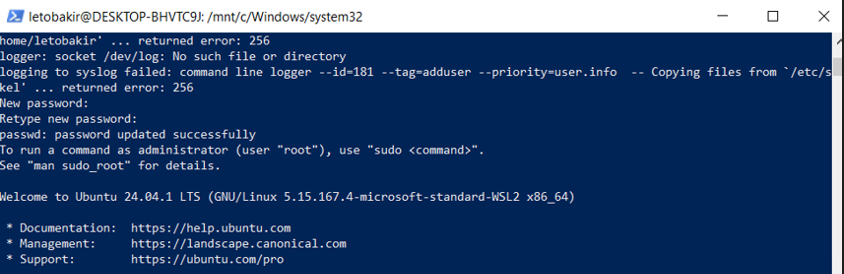 letobakir@DESKTOP-BHVTC9J: /mnt/c/Windows/system32
home/letobakir' ... returned error: 256
logger: socket /dev/log: No such file or directory
logging to syslog failed: command line logger --id=181 --tag=adduser --priority=user.info  -- Copying files from `/etc/s
kel' ... returned error: 256
New password:
Retype new password:
passwd: password updated successfully
To run a command as administrator (user "root"), use "sudo <command>".
See "man sudo_root" for details.
Welcome to Ubuntu 24.04.1 LTS (GNU/Linux 5.15.167.4-microsoft-standard-WSL2 x86_64)
* Documentation:  https://help.ubuntu.com
* Management:     https://landscape.canonical.com
* Support:        https://ubuntu.com/pro